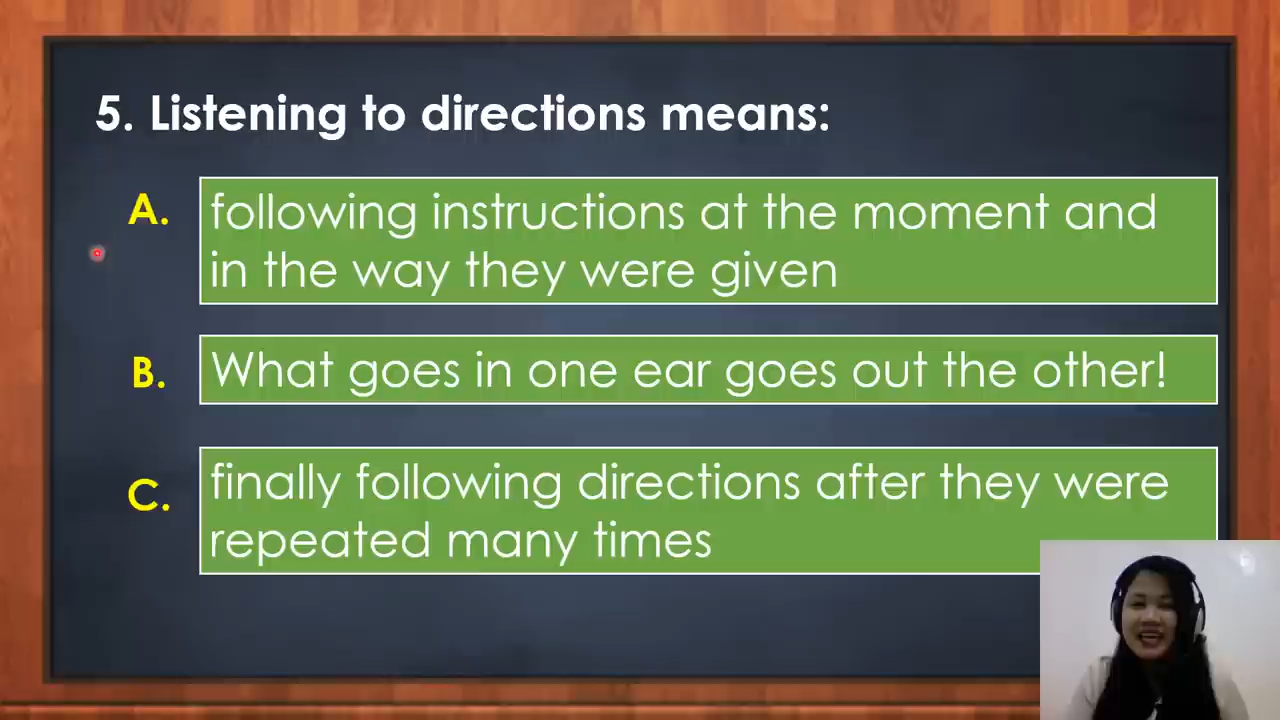 5. Listening to directions means:
A. following instructions at the moment and
in the way they were given
B. What goes in one ear goes out the other!
C. finally following directions after they were
repeated many times